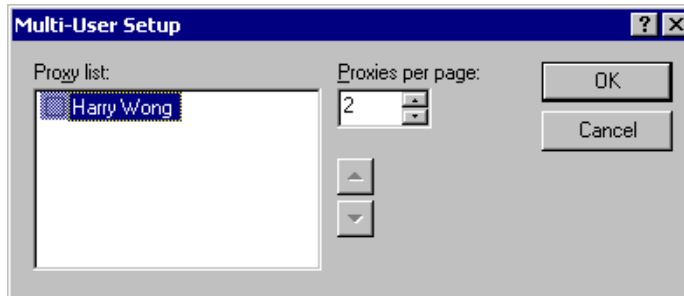 Multi-User Setup
Proxy list:
Harry Wong
Proxies per page:
2
OK
Cancel